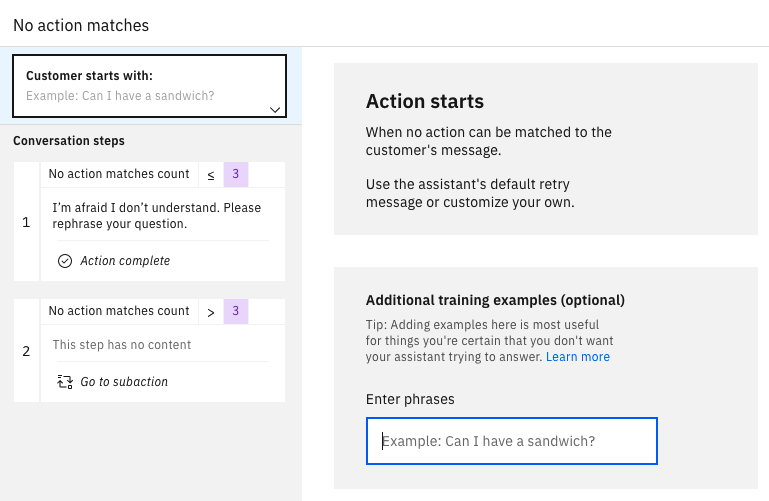 No action matches
Customer starts with:
Example: Can I have a sandwich?
Conversation steps
No action matches count ≤ 3
1
I'm afraid I don't understand. Please
rephrase your question.
Action complete
No action matches count > 3
2
This step has no content
Go to subaction
Action starts
When no action can be matched to the
customer's message.
Use the assistant's default retry
message or customize your own.
Additional training examples (optional)
Tip: Adding examples here is most useful
for things you're certain that you don't want
your assistant trying to answer. Learn more
Enter phrases
Example: Can I have a sandwich?